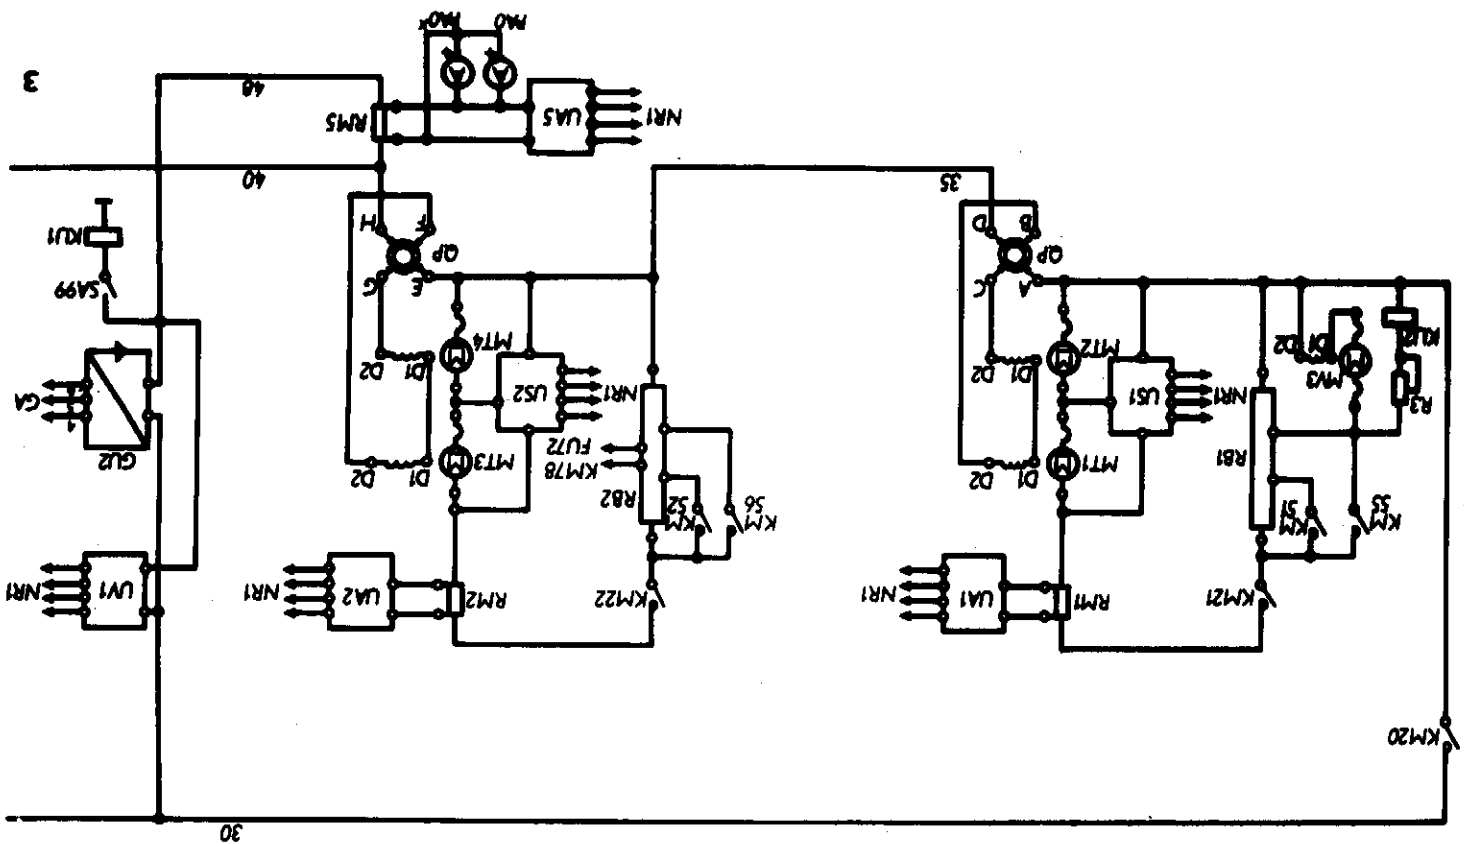 30
KM20
KM21
RM1
UA1
NR1
KM22
RM2
UA2
NR1
UV1
NR1
KM
55
KM
51
RB1
MT1
M
D1
D2
KM
56
KM
52
RB2
KM78
FU72
MT3
M
D1
D2
GU2
GA
R3
KU2
MV3
M
D1
D2
NR1
US1
MT2
M
D1
D2
NR1
US2
MT4
M
D1
D2
SA99
A
C
QP
B
D
E
G
QP
F
H
KU1
35
40
NR1
UA5
RM5
48
A
A
PA0
PA0x
3